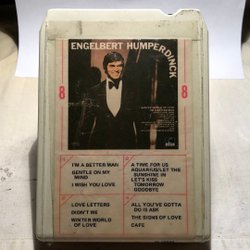 ENGELBERT HUMPERDINCK
8
8
I'M A BETTER MAN
GENTLE ON MY
MIND
I WISH YOU LOVE
A TIME FOR US
AQUARIUS/LET THE
SUNSHINE IN
LET'S KISS
TOMORROW
GOODBYE
LOVE LETTERS
DIDN'T WE
WINTER WORLD
OF LOVE
ALL YOU'VE GOTTA
DO IS ASK
THE SIGNS OF LOVE
CAFE